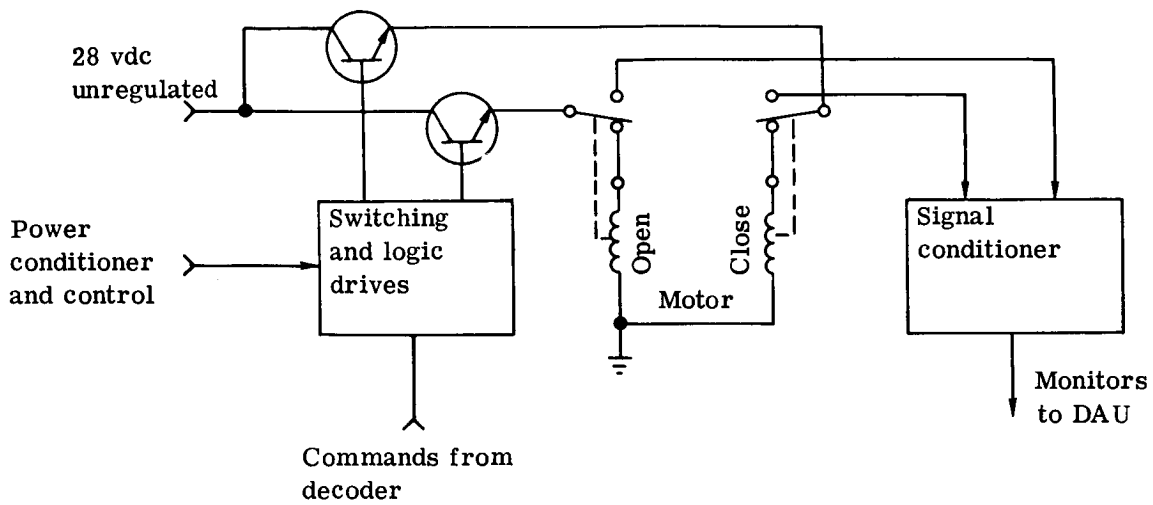 28 vdc
unregulated
Power
conditioner
and control
Switching
and logic
drives
Open
Close
Motor
Signal
conditioner
Monitors
to DAU
Commands from
decoder